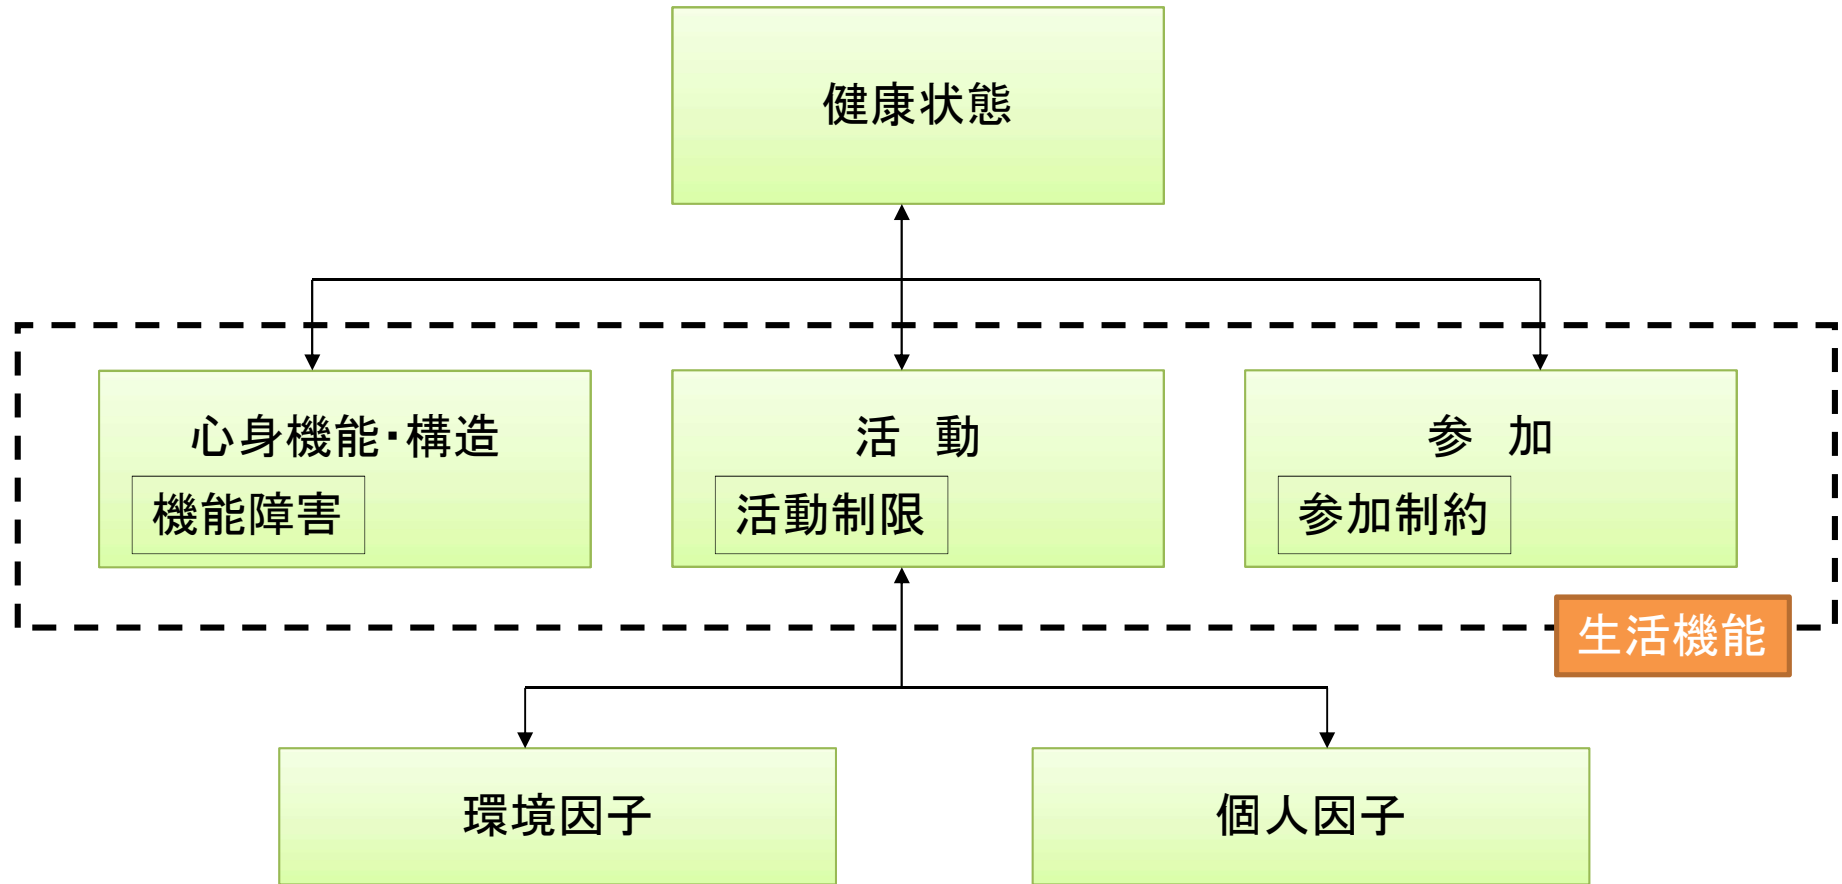 健康状態
心身機能・構造
機能障害
活　動
活動制限
参　加
参加制約
生活機能
環境因子
個人因子